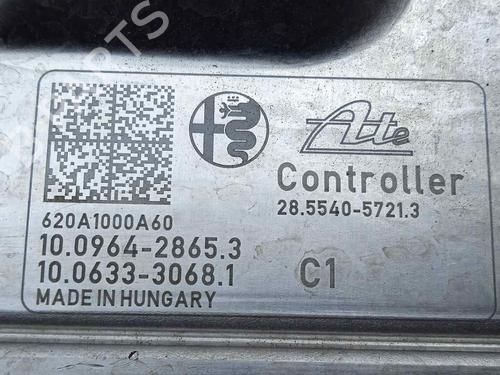 PARTS
Ate
Controller
28.5540-5721.3
620A1000A60
10.0964-2865.3
10.0633-3068.1
C1
MADE IN HUNGARY